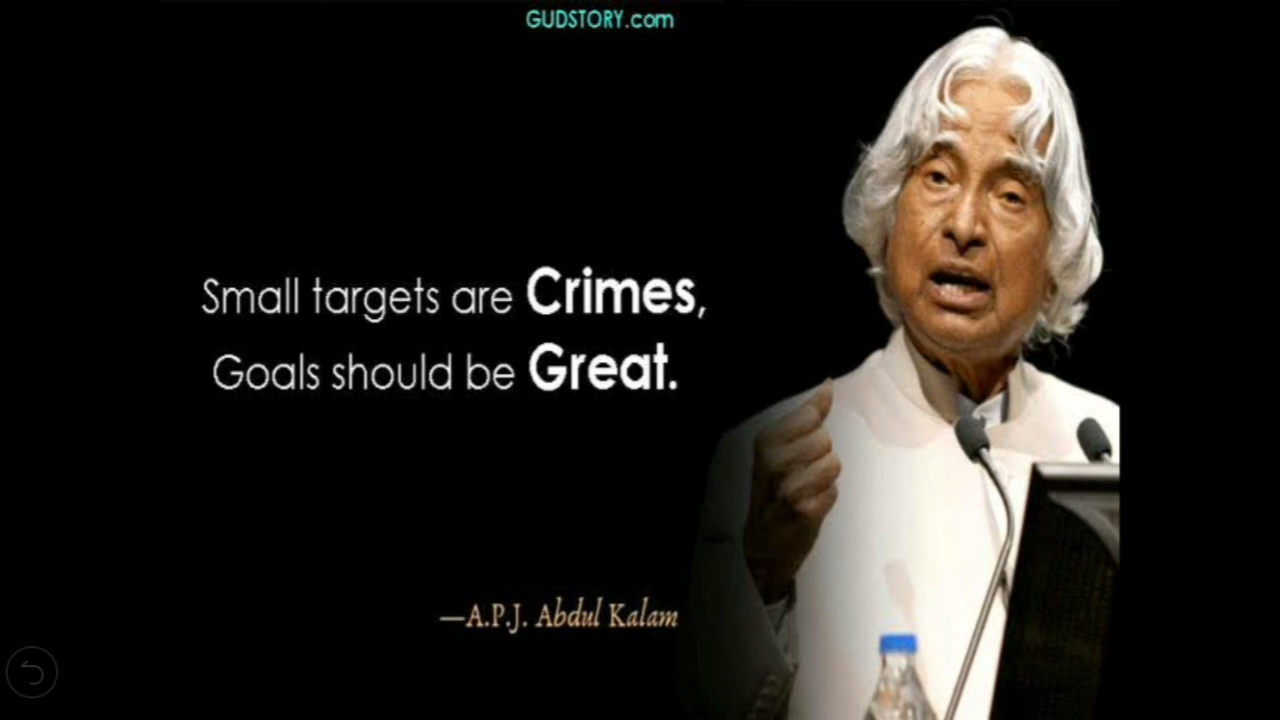 GUDSTORY.com
Small targets are Crimes,
Goals should be Great.
—A.P.J. Abdul Kalam